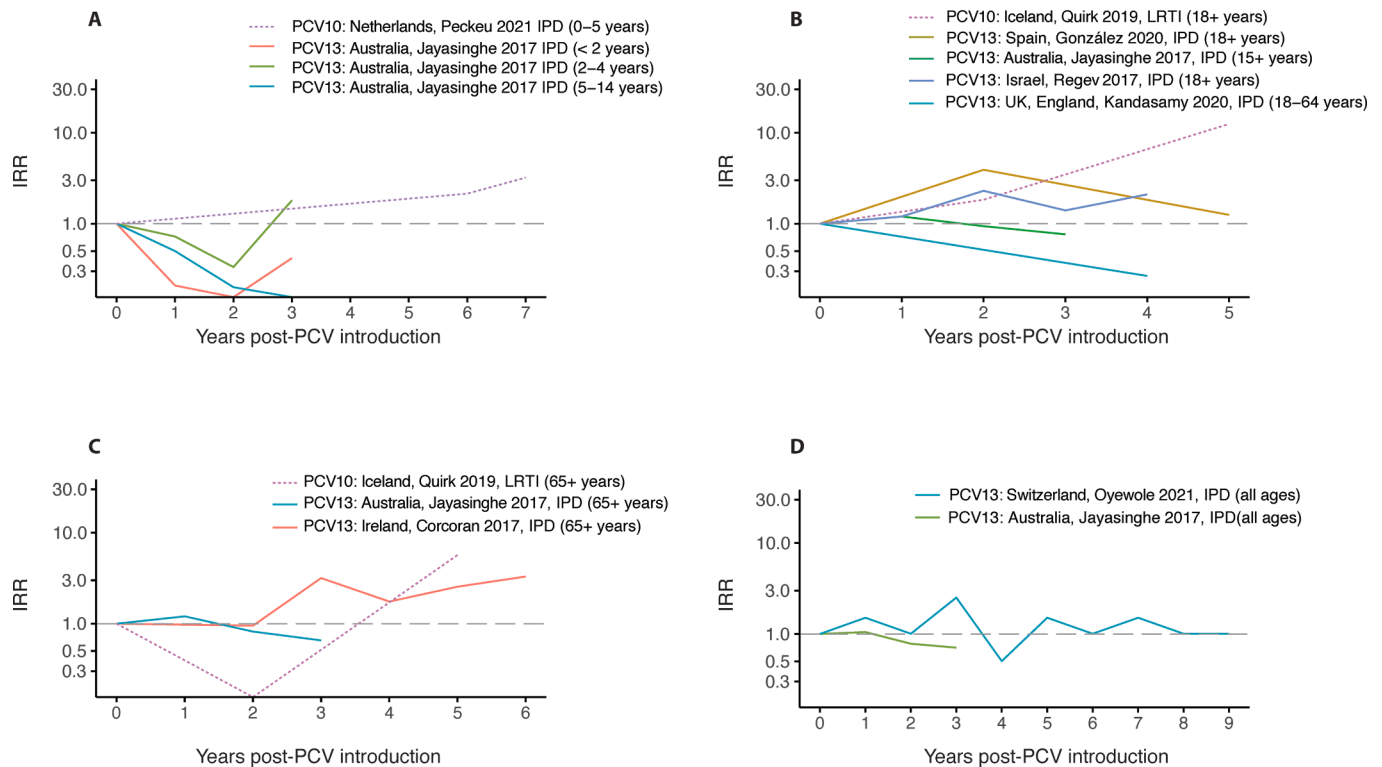 A
PCV10: Netherlands, Peckeu 2021 IPD (0–5 years)
PCV13: Australia, Jayasinghe 2017 IPD (< 2 years)
PCV13: Australia, Jayasinghe 2017 IPD (2–4 years)
PCV13: Australia, Jayasinghe 2017 IPD (5–14 years)
30.0
10.0
3.0
1.0
0.5
0.3
IRR
0 1 2 3 4 5 6 7
Years post-PCV introduction
B
PCV10: Iceland, Quirk 2019, LRTI (18+ years)
PCV13: Spain, González 2020, IPD (18+ years)
PCV13: Australia, Jayasinghe 2017, IPD (15+ years)
PCV13: Israel, Regev 2017, IPD (18+ years)
PCV13: UK, England, Kandasamy 2020, IPD (18–64 years)
30.0
10.0
3.0
1.0
0.5
0.3
IRR
0 1 2 3 4 5
Years post-PCV introduction
C
PCV10: Iceland, Quirk 2019, LRTI (65+ years)
PCV13: Australia, Jayasinghe 2017, IPD (65+ years)
PCV13: Ireland, Corcoran 2017, IPD (65+ years)
30.0
10.0
3.0
1.0
0.5
0.3
IRR
0 1 2 3 4 5 6
Years post-PCV introduction
D
PCV13: Switzerland, Oyewole 2021, IPD (all ages)
PCV13: Australia, Jayasinghe 2017, IPD(all ages)
30.0
10.0
3.0
1.0
0.5
0.3
IRR
0 1 2 3 4 5 6 7 8 9
Years post-PCV introduction